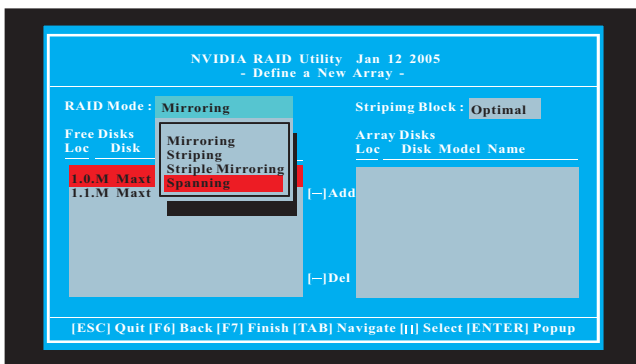 NVIDIA RAID Utility Jan 12 2005
- Define a New Array -
RAID Mode : Mirroring
Mirroring
Striping
Striple Mirroring
Spanning
Stripimg Block : Optimal
Free Disks
Loc Disk
1.0.M Maxt
1.1.M Maxt
[—]Add
[—]Del
Array Disks
Loc Disk Model Name
[ESC] Quit [F6] Back [F7] Finish [TAB] Navigate [||] Select [ENTER] Popup